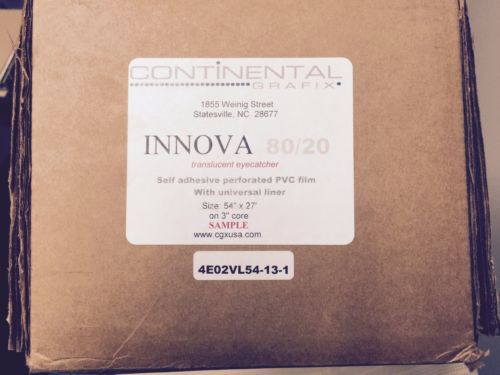 CONTiNENTAL
GRAFIX
1855 Weinig Street
Statesville, NC 28677
INNOVA 80/20
translucent eyecatcher
Self adhesive perforated PVC film
With universal liner
Size: 54" x 27'
on 3" core
SAMPLE
www.cgxusa.com
4E02VL54-13-1